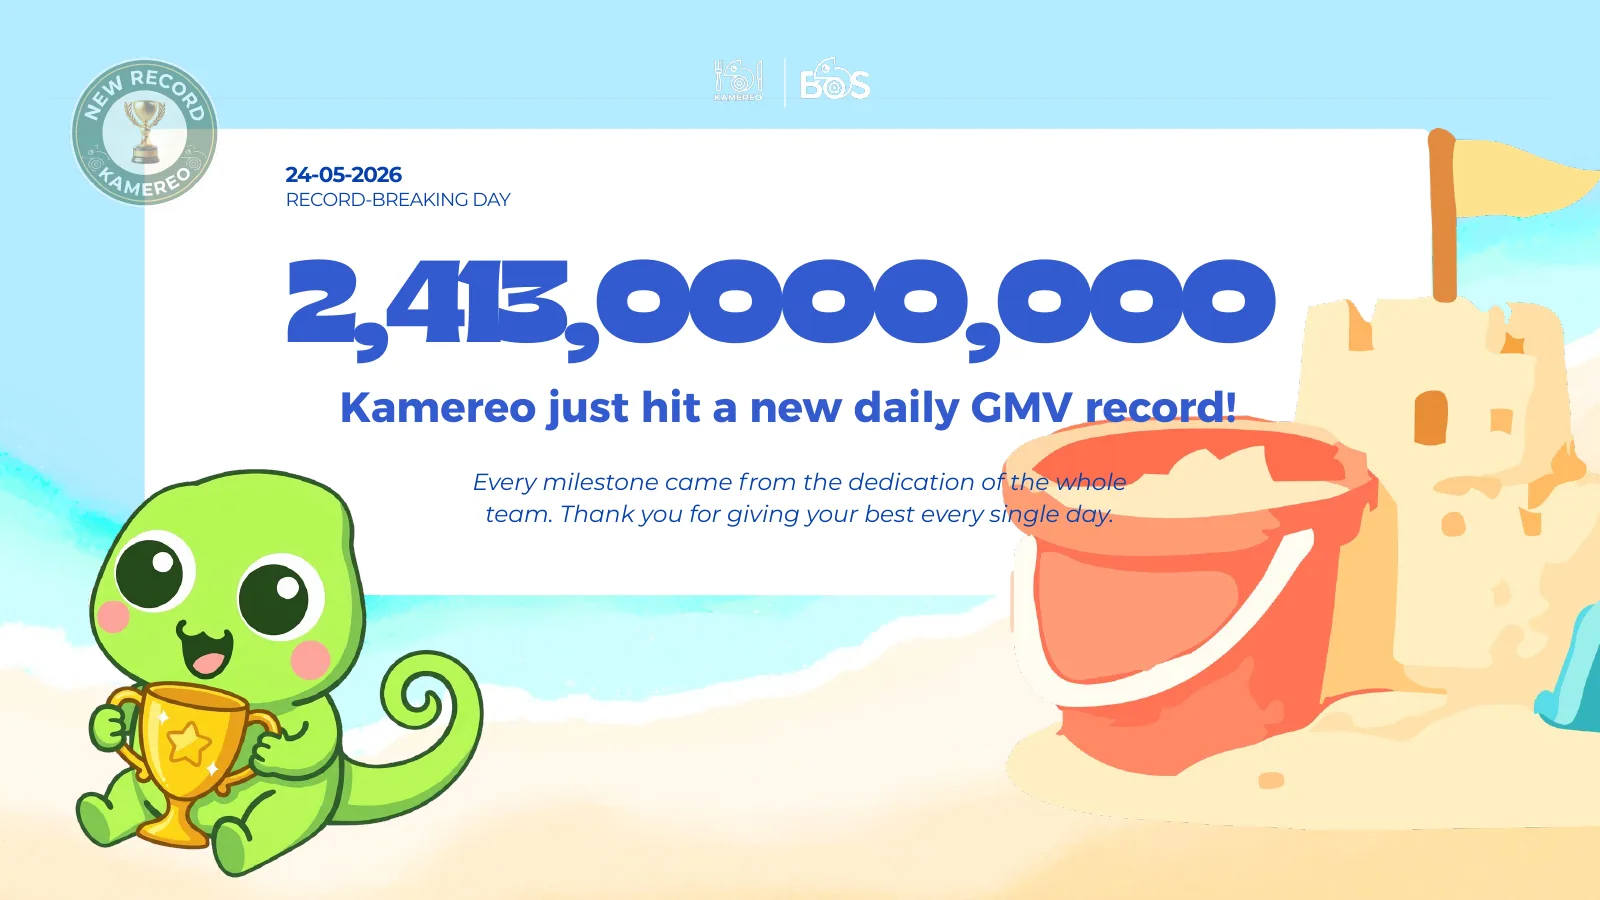 NEW RECORD
KAMEREO
KAMEREO
BOS
24-05-2026
RECORD-BREAKING DAY
2,413,0000,000
Kamereo just hit a new daily GMV record!
Every milestone came from the dedication of the whole
team. Thank you for giving your best every single day.